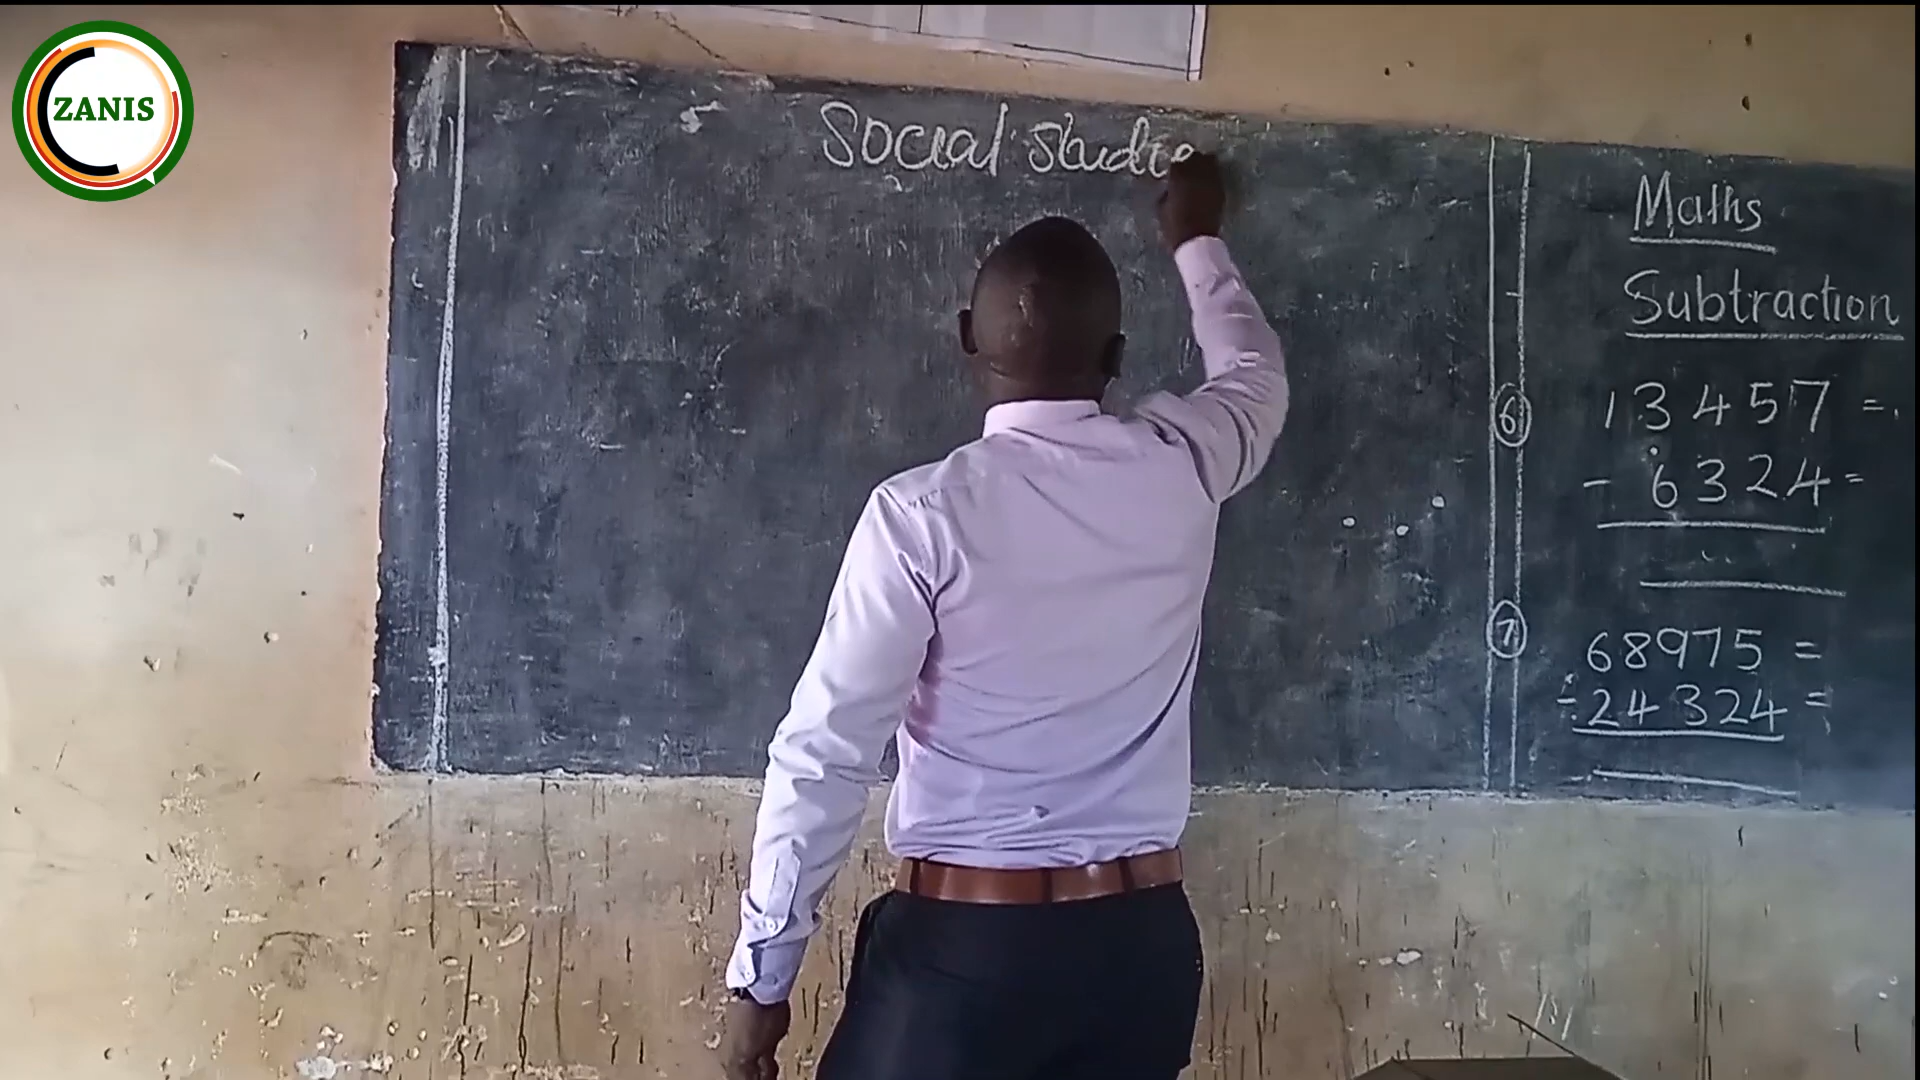 ZANIS
Social Studie
Maths
Subtraction
6 13457 =
- 6324 =
7 68975 =
24324 =